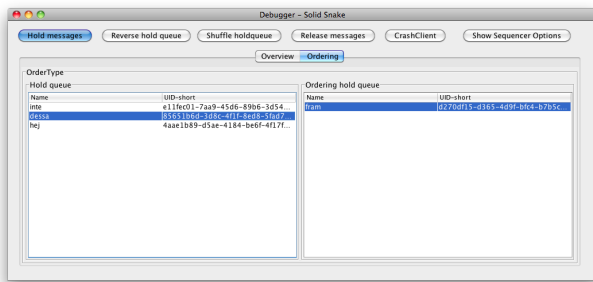 Debugger - Solid Snake
Hold messages Reverse hold queue Shuffle holdqueue Release messages CrashClient Show Sequencer Options
Overview Ordering
OrderType
Hold queue Ordering hold queue
Name UID-short Name UID-short
inte e11fec01-7aa9-45d6-89b6-3d54... fram d270df15-d365-4d9f-bfc4-b7b5c...
dessa 85651b6d-3d8c-4f1f-8ed8-5fad7...
hej 4aae1b89-d5ae-4184-be6f-4f17f...